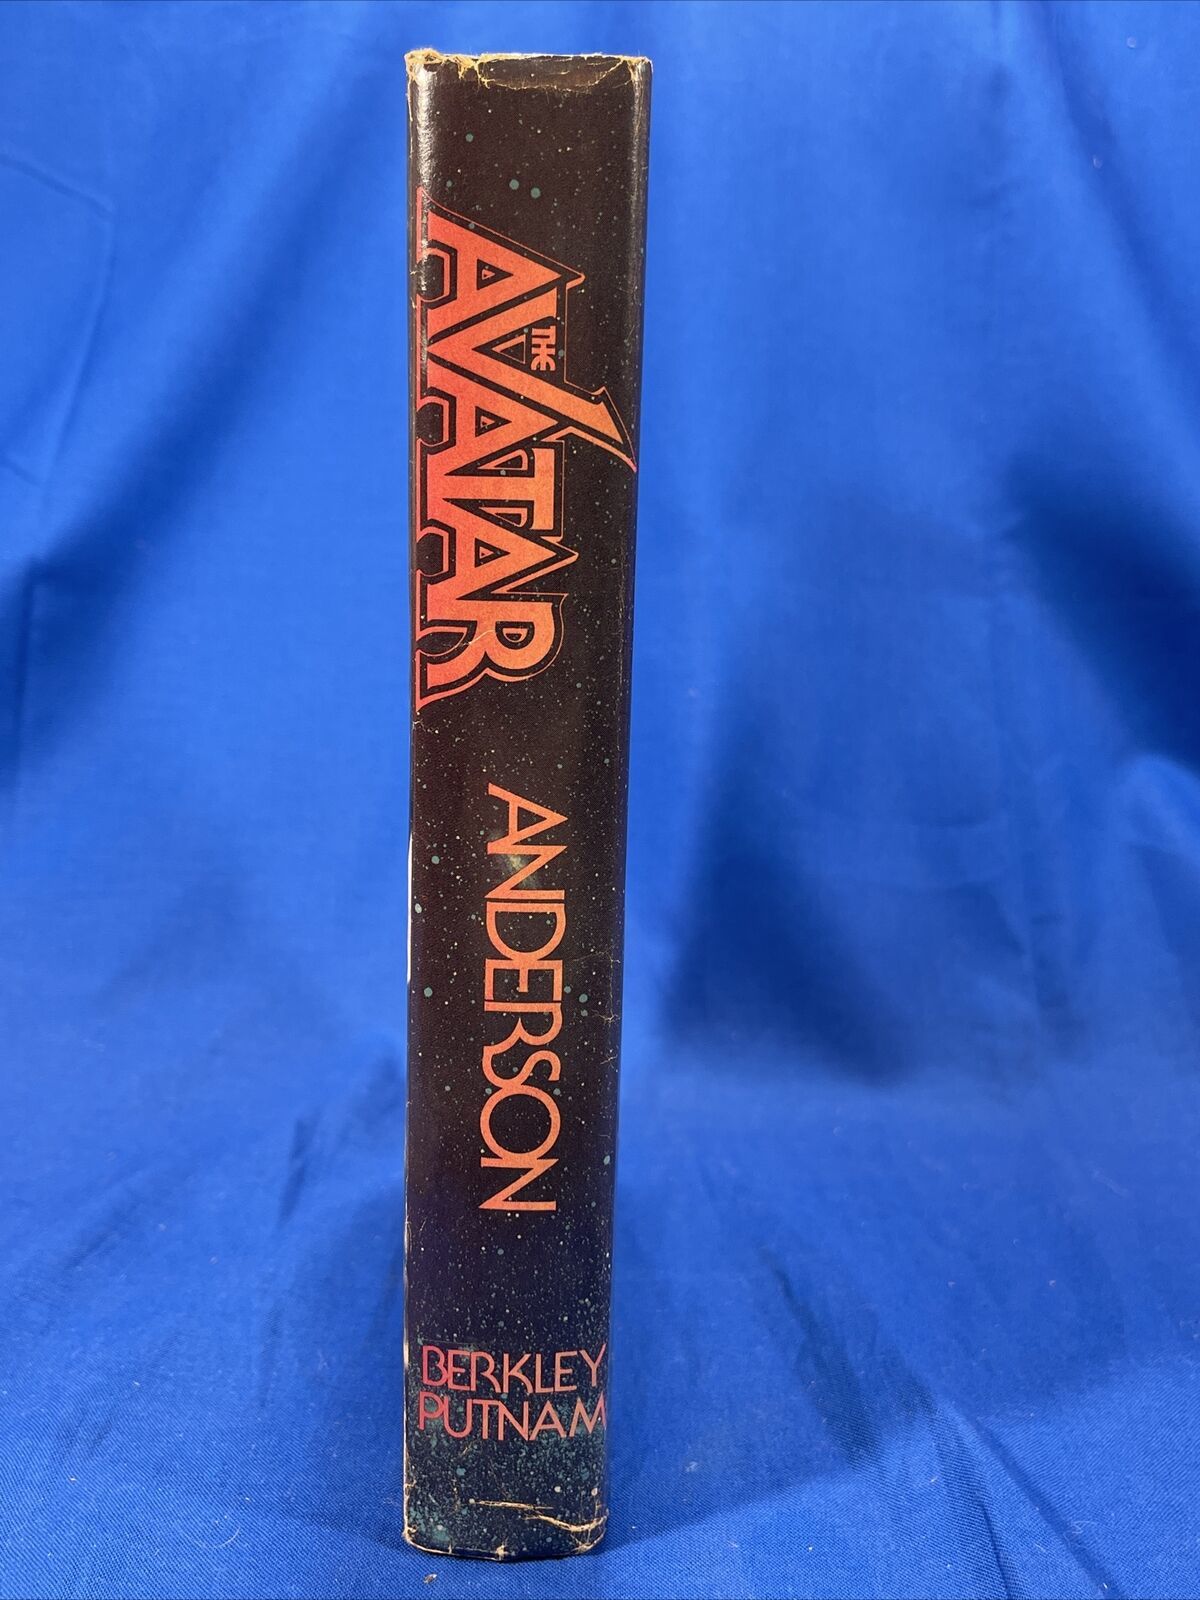 THE
AVATAR
ANDERSON
BERKLEY
PUTNAM